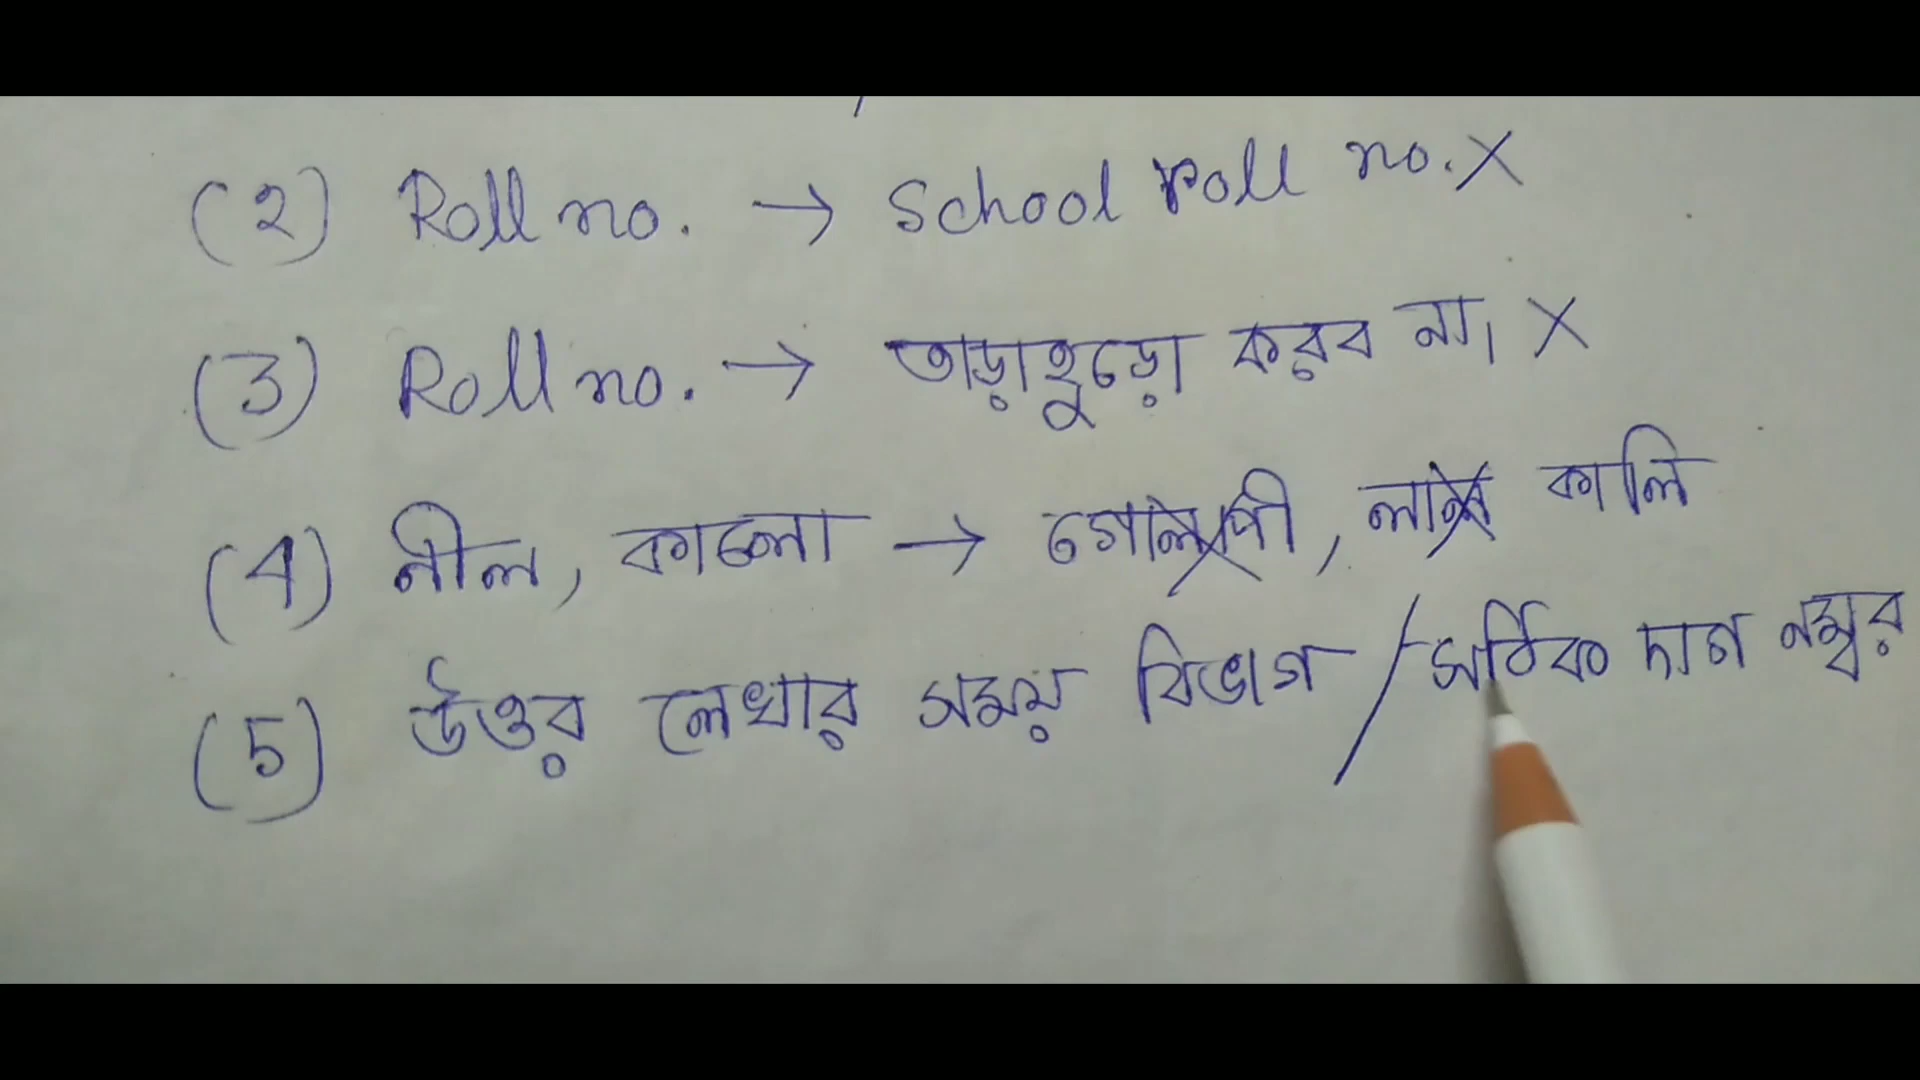 (2) Roll no. → School roll no. X
(3) Roll no. → তাড়াহুড়ো করব না। X
(4) নীল, কালো → গোলাপী, লাল কালি
(5) উত্তর লেখার সময় বিভাগ / সঠিক দাগ নম্বর